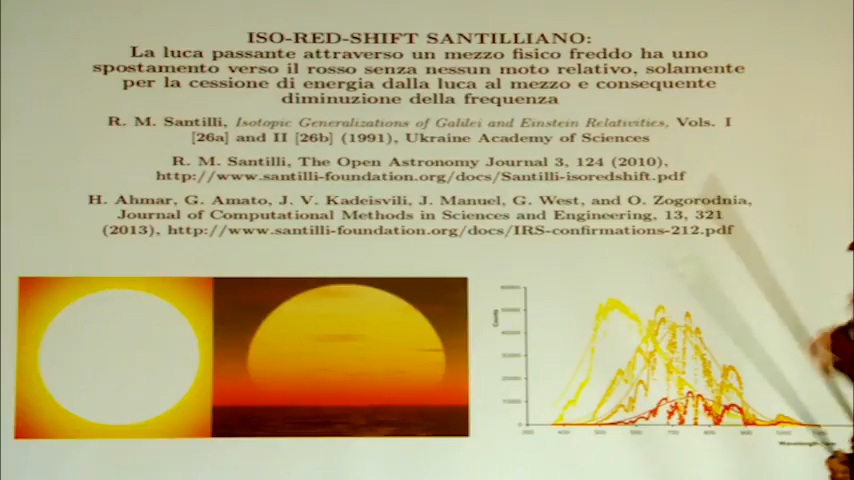 ISO-RED-SHIFT SANTILLIANO:
La luca passante attraverso un mezzo fisico freddo ha uno
spostamento verso il rosso senza nessun moto relativo, solamente
per la cessione di energia dalla luca al mezzo e consequente
diminuzione della frequenza
R. M. Santilli, Isotopic Generalizations of Galilei and Einstein Relativities, Vols. I
[26a] and II [26b] (1991), Ukraine Academy of Sciences
R. M. Santilli, The Open Astronomy Journal 3, 124 (2010),
http://www.santilli-foundation.org/docs/Santilli-isoredshift.pdf
H. Ahmar, G. Amato, J. V. Kadeisvili, J. Manuel, G. West, and O. Zogorodnia,
Journal of Computational Methods in Sciences and Engineering, 13, 321
(2013), http://www.santilli-foundation.org/docs/IRS-confirmations-212.pdf
Counts